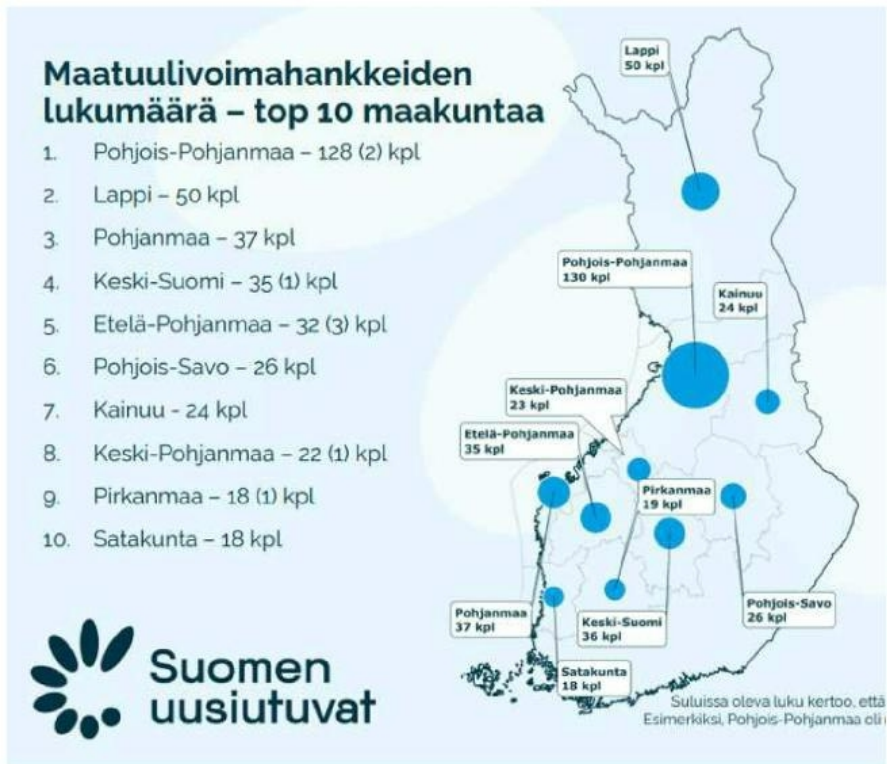 Maatuulivoimahankkeiden
lukumäärä – top 10 maakuntaa
1. Pohjois-Pohjanmaa – 128 (2) kpl
2. Lappi – 50 kpl
3. Pohjanmaa – 37 kpl
4. Keski-Suomi – 35 (1) kpl
5. Etelä-Pohjanmaa – 32 (3) kpl
6. Pohjois-Savo – 26 kpl
7. Kainuu - 24 kpl
8. Keski-Pohjanmaa – 22 (1) kpl
9. Pirkanmaa – 18 (1) kpl
10. Satakunta – 18 kpl
Suomen
uusiutuvat
Lappi
50 kpl
Pohjois-Pohjanmaa
130 kpl
Kainuu
24 kpl
Keski-Pohjanmaa
23 kpl
Etelä-Pohjanmaa
35 kpl
Pirkanmaa
19 kpl
Pohjanmaa
37 kpl
Keski-Suomi
36 kpl
Pohjois-Savo
26 kpl
Satakunta
18 kpl
Suluissa oleva luku kertoo, että
Esimerkiksi, Pohjois-Pohjanmaa oli